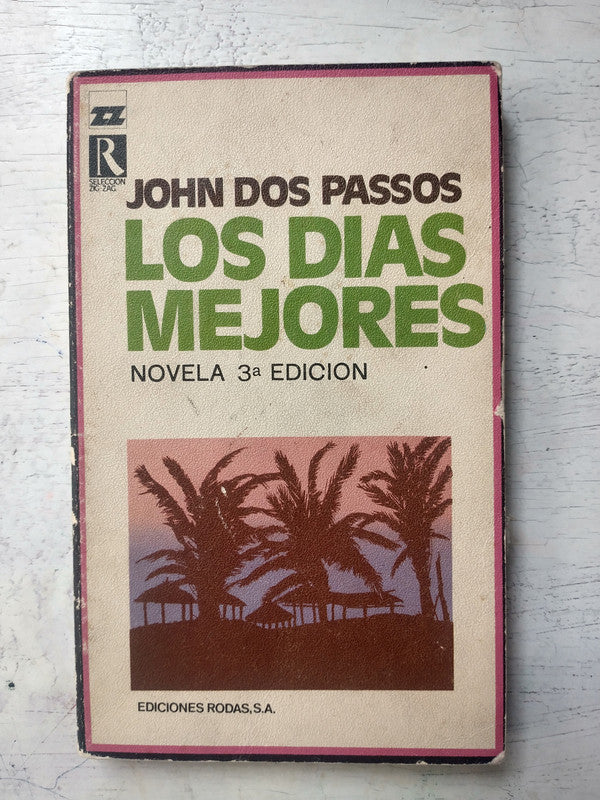 ZZ
R
SELECCION
ZIG-ZAG
JOHN DOS PASSOS
LOS DIAS
MEJORES
NOVELA 3ª EDICION
EDICIONES RODAS, S.A.